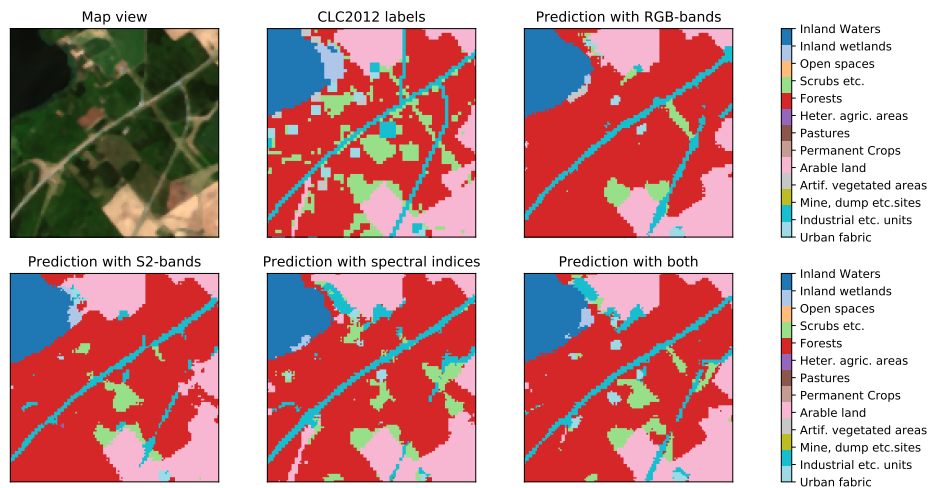 Map view
CLC2012 labels
Prediction with RGB-bands
Inland Waters
Inland wetlands
Open spaces
Scrubs etc.
Forests
Heter. agric. areas
Pastures
Permanent Crops
Arable land
Artif. vegetated areas
Mine, dump etc.sites
Industrial etc. units
Urban fabric
Prediction with S2-bands
Prediction with spectral indices
Prediction with both
Inland Waters
Inland wetlands
Open spaces
Scrubs etc.
Forests
Heter. agric. areas
Pastures
Permanent Crops
Arable land
Artif. vegetated areas
Mine, dump etc.sites
Industrial etc. units
Urban fabric